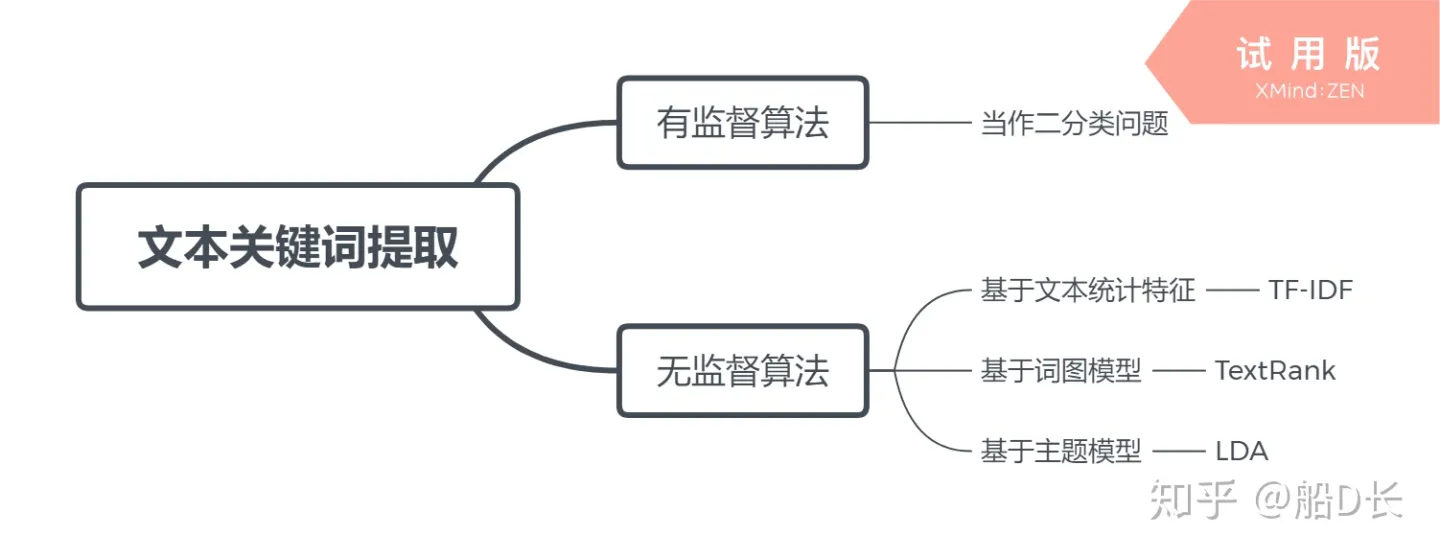 试用版
XMind:ZEN
有监督算法
当作二分类问题
文本关键词提取
基于文本统计特征 TF-IDF
无监督算法
基于词图模型 TextRank
基于主题模型 LDA
知乎 @船D长